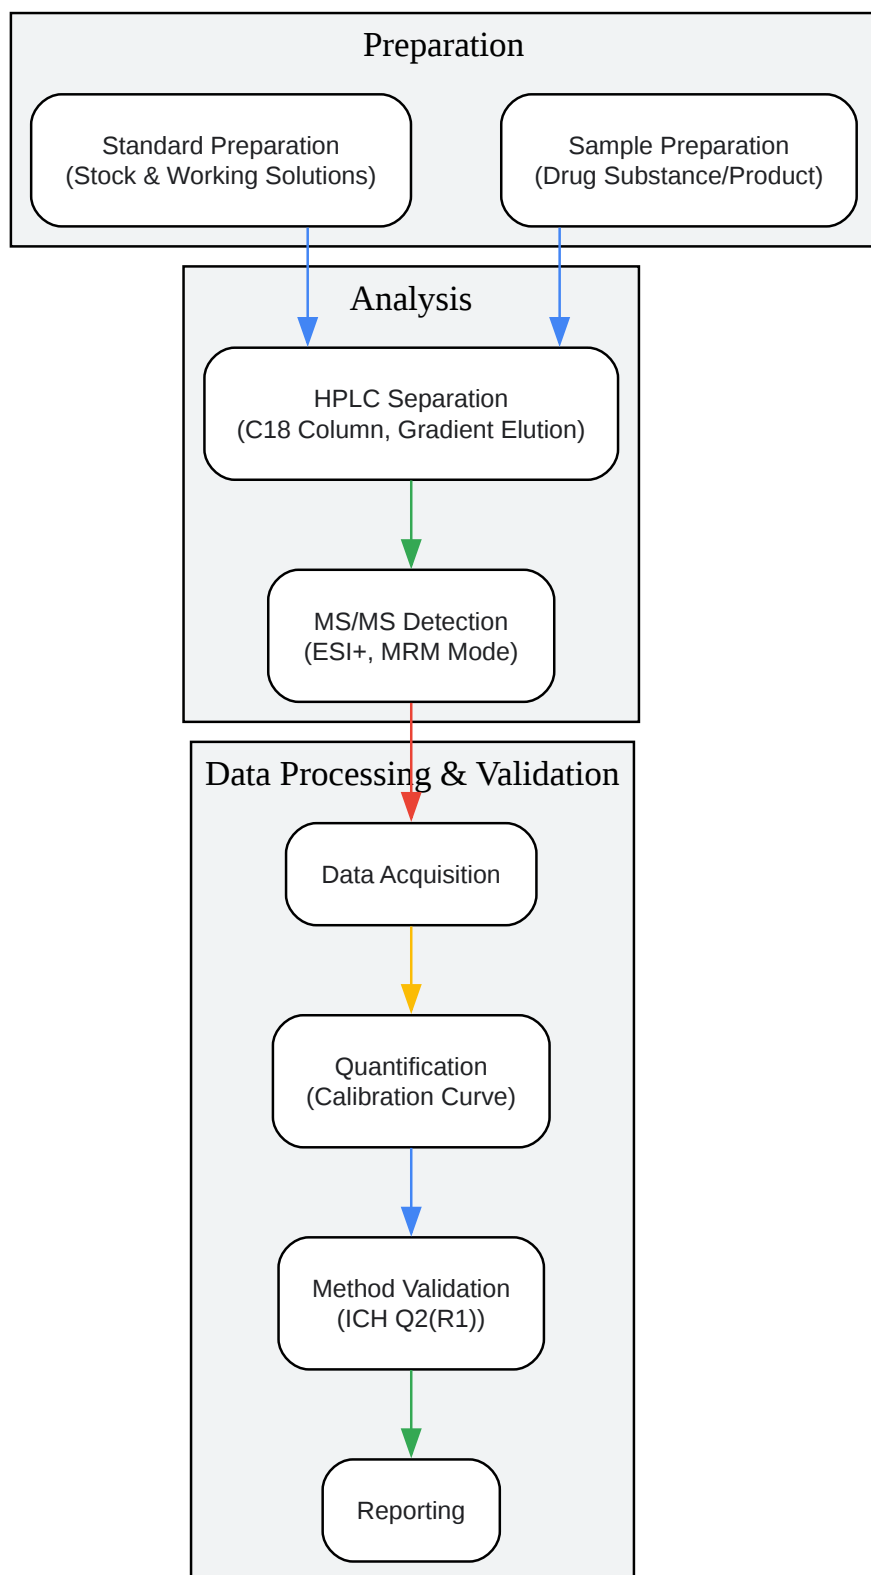 Preparation
Standard Preparation
(Stock & Working Solutions)
Sample Preparation
(Drug Substance/Product)
Analysis
HPLC Separation
(C18 Column, Gradient Elution)
MS/MS Detection
(ESI+, MRM Mode)
Data Processing & Validation
Data Acquisition
Quantification
(Calibration Curve)
Method Validation
(ICH Q2(R1))
Reporting